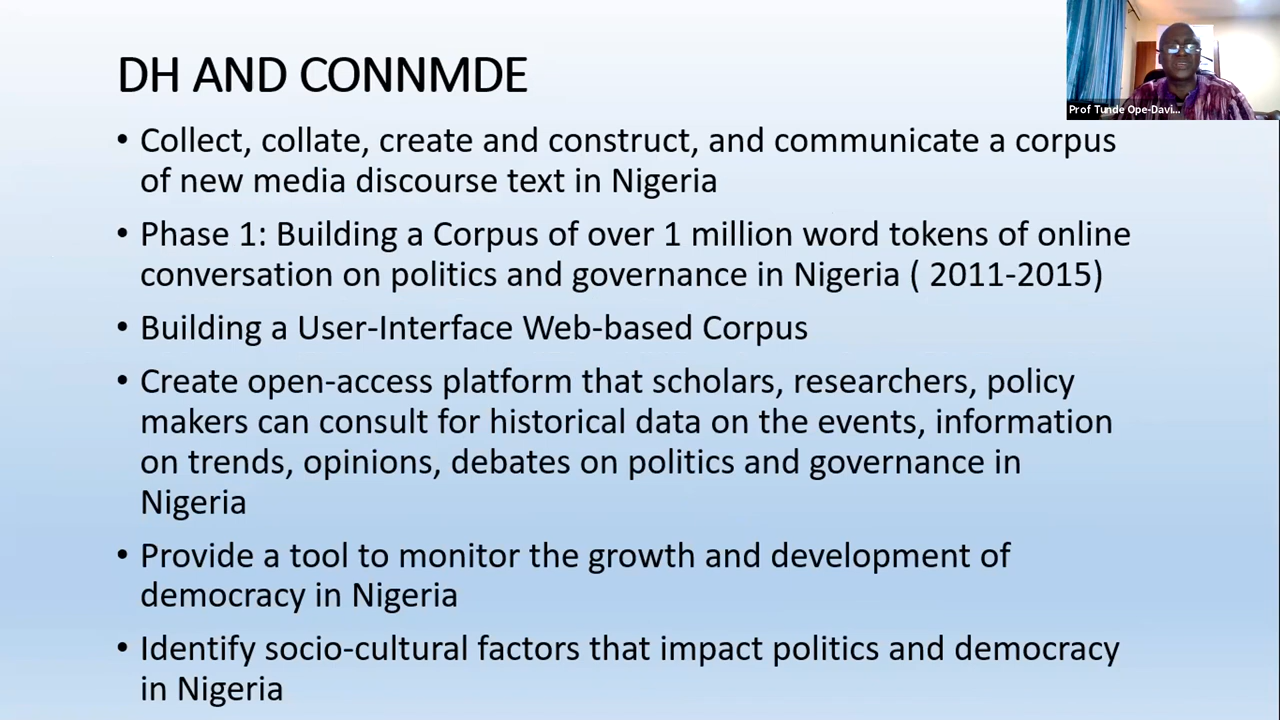 DH AND CONNMDE
Prof Tunde Ope-Davi...
• Collect, collate, create and construct, and communicate a corpus
of new media discourse text in Nigeria
• Phase 1: Building a Corpus of over 1 million word tokens of online
conversation on politics and governance in Nigeria ( 2011-2015)
• Building a User-Interface Web-based Corpus
• Create open-access platform that scholars, researchers, policy
makers can consult for historical data on the events, information
on trends, opinions, debates on politics and governance in
Nigeria
• Provide a tool to monitor the growth and development of
democracy in Nigeria
• Identify socio-cultural factors that impact politics and democracy
in Nigeria